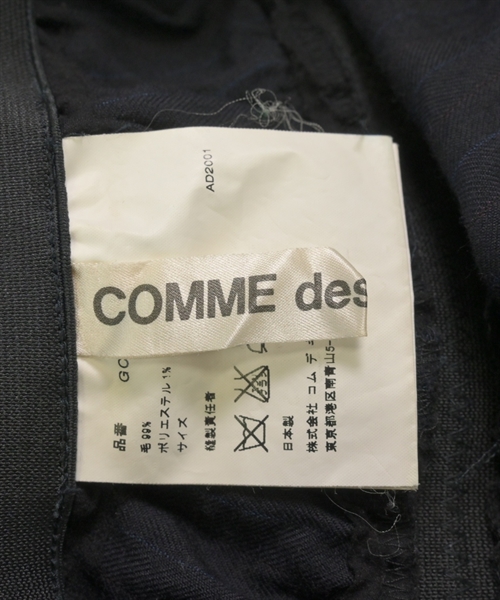 COMME des
AD2001
品番 GC
毛 99%
ポリエステル 1%
サイズ
縫製責任者
日本製
株式会社 コム デ
東京都港区南青山5-